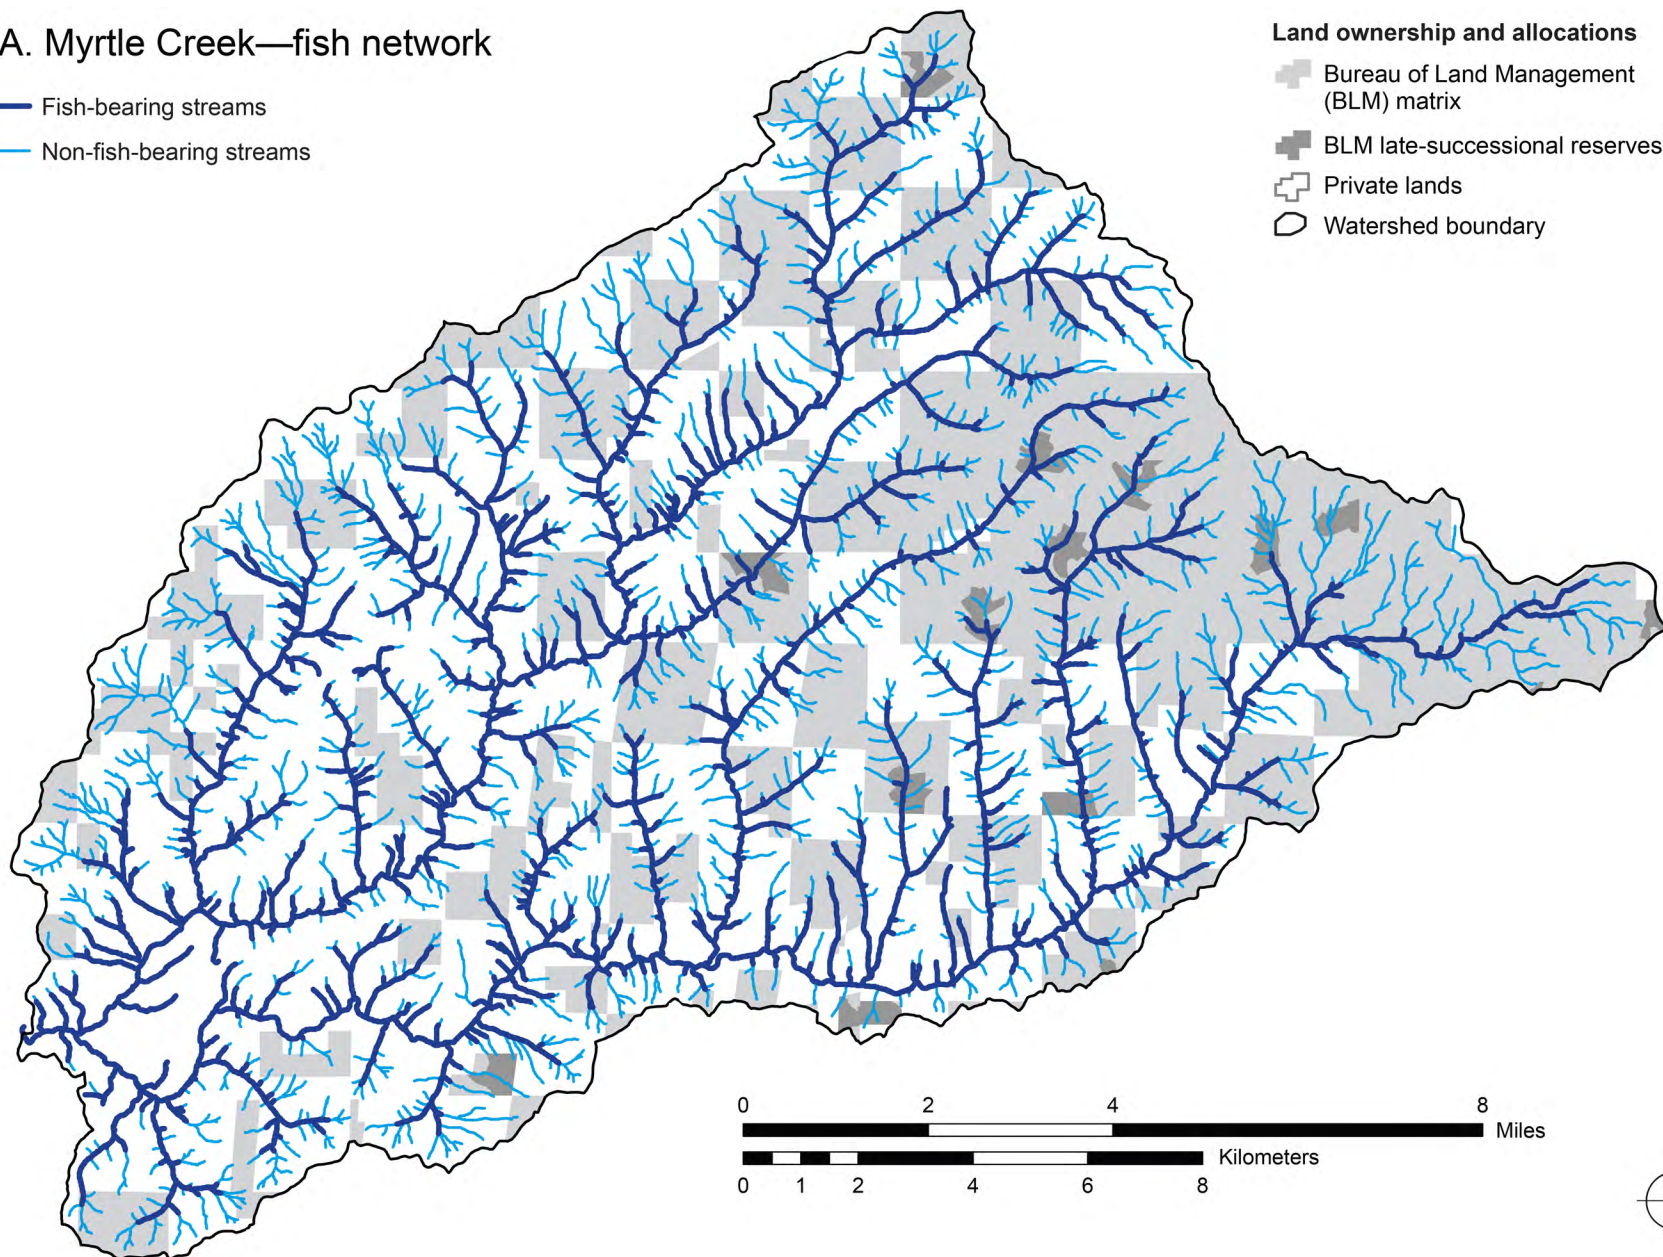 A. Myrtle Creek—fish network
Fish-bearing streams
Non-fish-bearing streams
Land ownership and allocations
Bureau of Land Management
(BLM) matrix
BLM late-successional reserves
Private lands
Watershed boundary
0 2 4 8
Miles
Kilometers
0 1 2 4 6 8